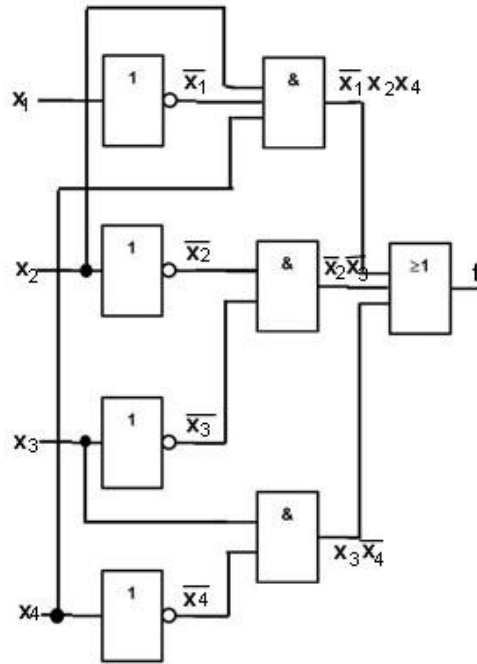 1
x̅₁
&
x̅₁x₂x₄
x₁
1
x̅₂
&
x̅₂x̅₃
≥1
f
x₂
1
x̅₃
x₃
&
x₃x̅₄
1
x̅₄
x₄